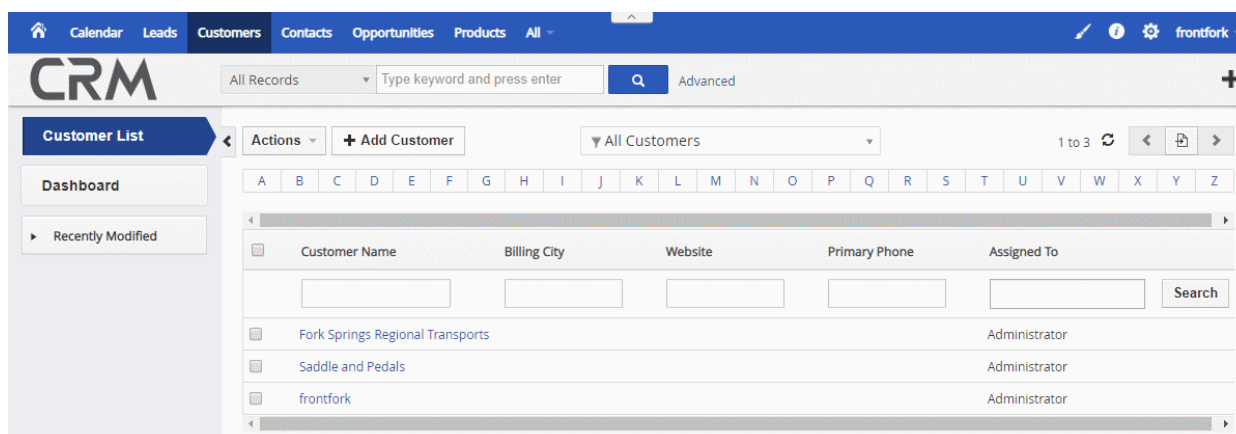 Calendar Leads Customers Contacts Opportunities Products All frontfork
CRM All Records Type keyword and press enter Advanced
Customer List Actions + Add Customer All Customers 1 to 3
Dashboard A B C D E F G H I J K L M N O P Q R S T U V W X Y Z
Recently Modified
Customer Name Billing City Website Primary Phone Assigned To
Search
Fork Springs Regional Transports Administrator
Saddle and Pedals Administrator
frontfork Administrator